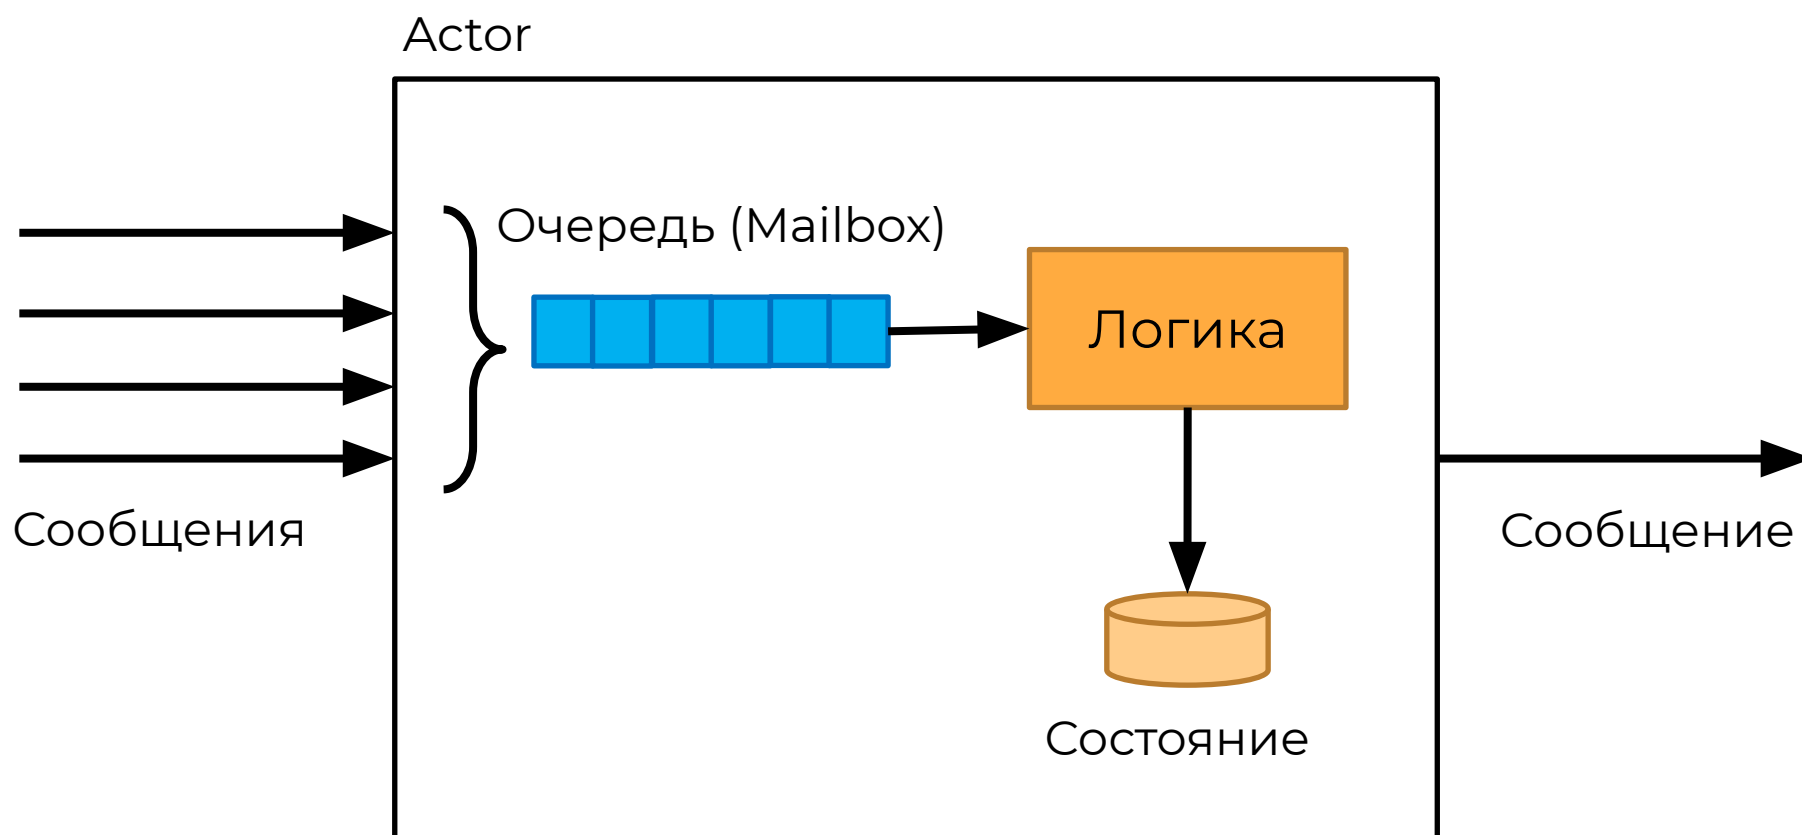 Actor
Очередь (Mailbox)
Логика
Сообщения
Сообщение
Состояние